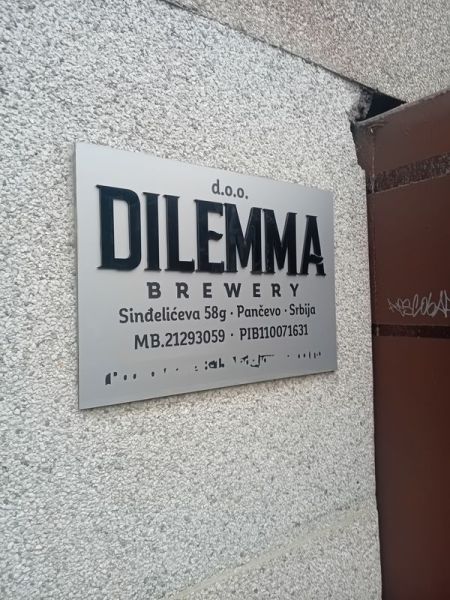 d.o.o.
DILEMMA
BREWERY
Sinđelićeva 58g · Pančevo · Srbija
MB.21293059 · PIB110071631